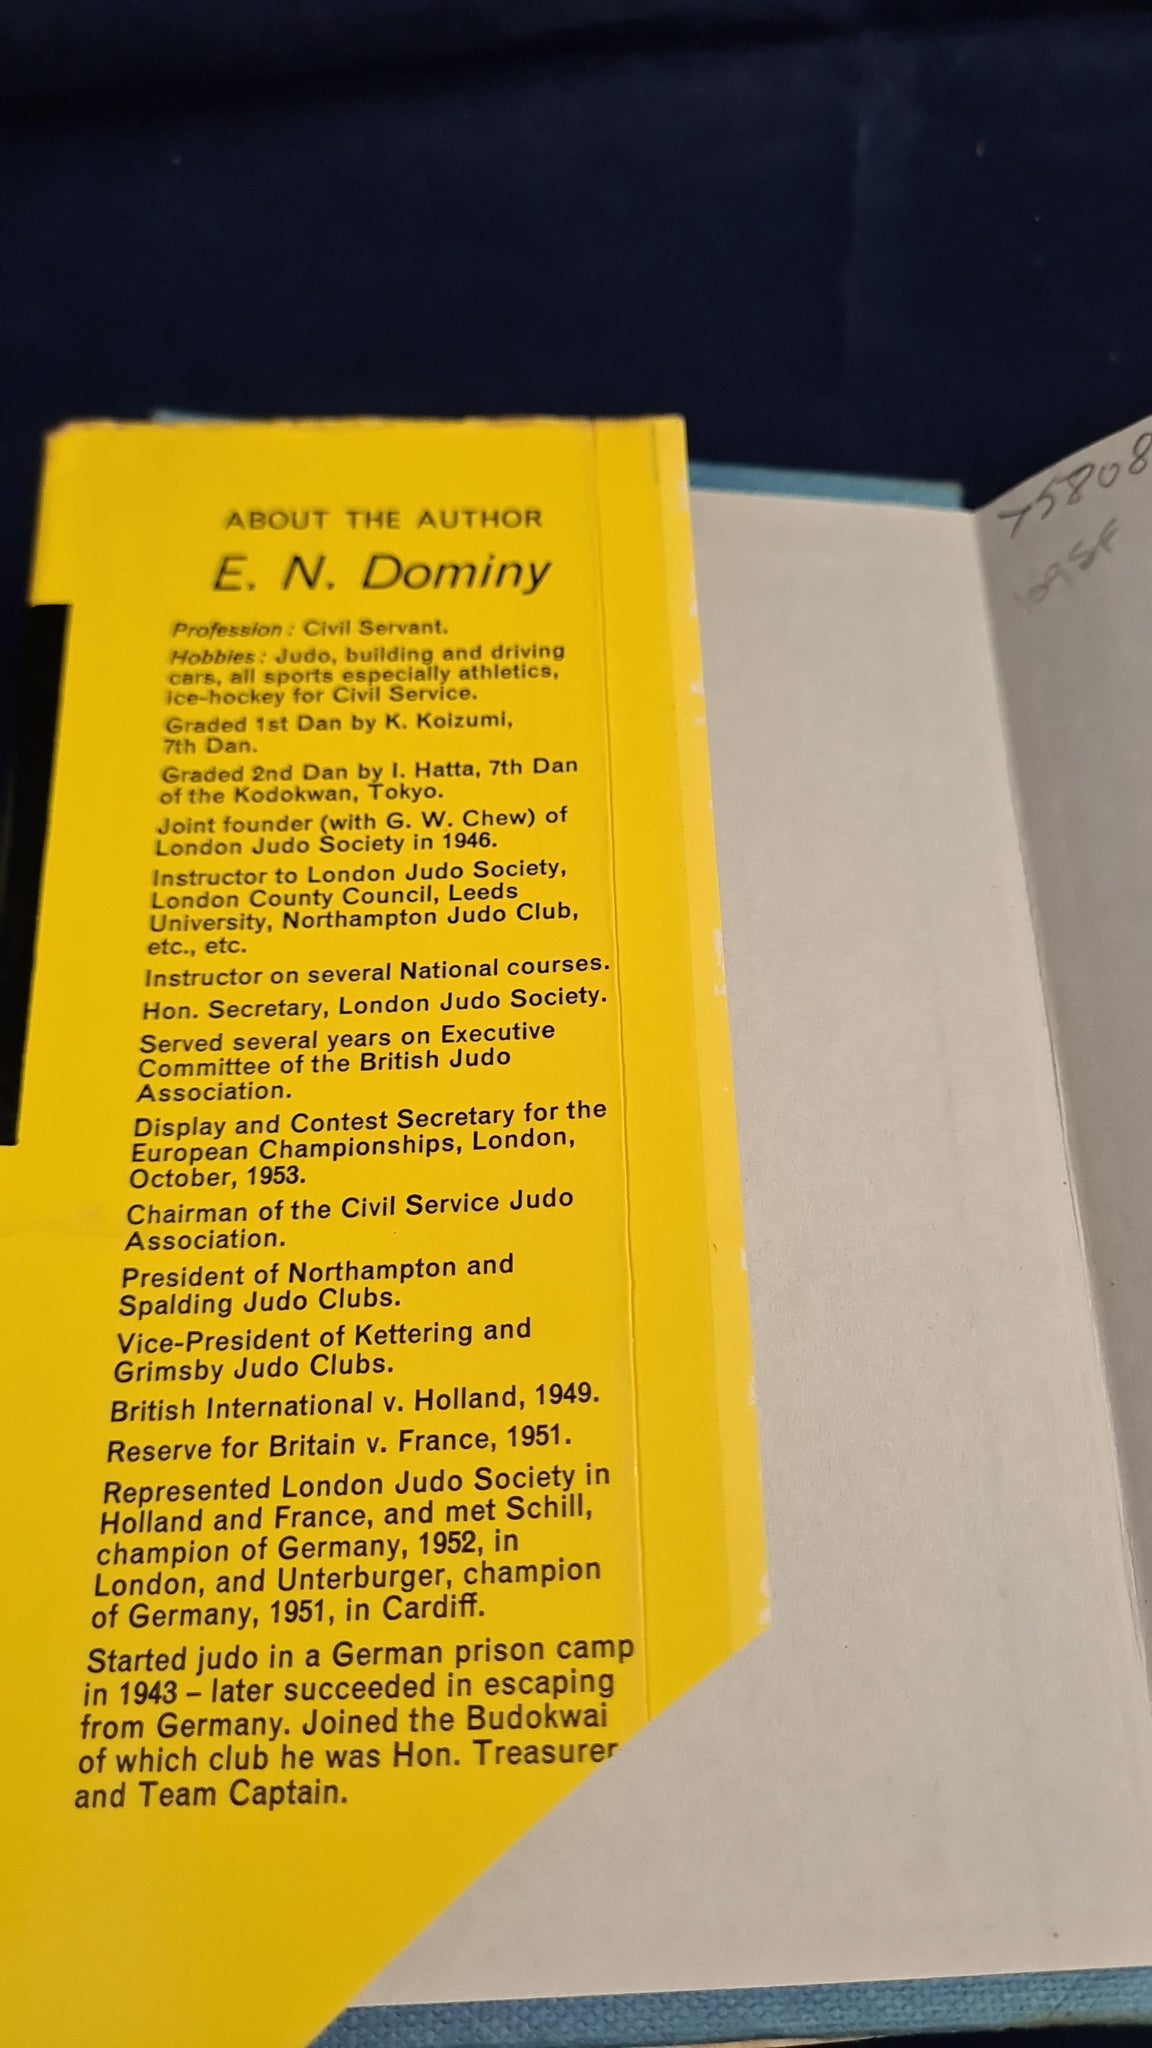 ABOUT THE AUTHOR
E. N. Dominy
Profession: Civil Servant.
Hobbies: Judo, building and driving
cars, all sports especially athletics,
ice-hockey for Civil Service.
Graded 1st Dan by K. Koizumi,
7th Dan.
Graded 2nd Dan by I. Hatta, 7th Dan
of the Kodokwan, Tokyo.
Joint founder (with G. W. Chew) of
London Judo Society in 1946.
Instructor to London Judo Society,
London County Council, Leeds
University, Northampton Judo Club,
etc., etc.
Instructor on several National courses.
Hon. Secretary, London Judo Society.
Served several years on Executive
Committee of the British Judo
Association.
Display and Contest Secretary for the
European Championships, London,
October, 1953.
Chairman of the Civil Service Judo
Association.
President of Northampton and
Spalding Judo Clubs.
Vice-President of Kettering and
Grimsby Judo Clubs.
British International v. Holland, 1949.
Reserve for Britain v. France, 1951.
Represented London Judo Society in
Holland and France, and met Schill,
champion of Germany, 1952, in
London, and Unterburger, champion
of Germany, 1951, in Cardiff.
Started judo in a German prison camp
in 1943 – later succeeded in escaping
from Germany. Joined the Budokwai
of which club he was Hon. Treasurer
and Team Captain.